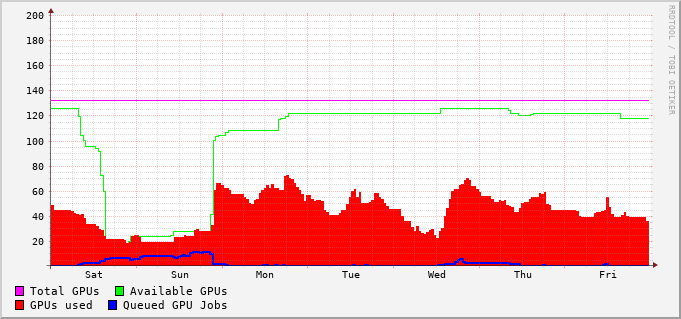 200
180
160
140
120
100
80
60
40
20
Sat Sun Mon Tue Wed Thu Fri
Total GPUs Available GPUs
GPUs used Queued GPU Jobs
RRDTOOL / TOBI OETIKER